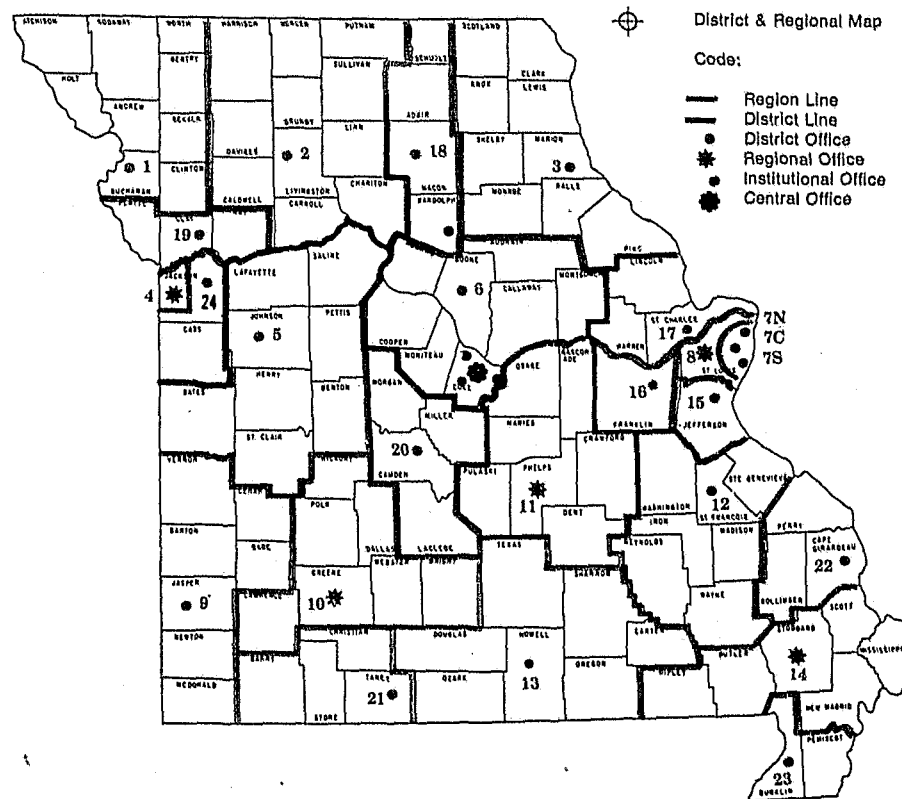 District & Regional Map
Code:
Region Line
District Line
District Office
Regional Office
Institutional Office
Central Office
ATCHISON
NODAWAY
WORTH
HARRISON
MERCER
PUTNAM
SCOTLAND
GENTRY
SULLIVAN
CLARK
HOLT
KNOX
LEWIS
ANDREW
ADAIR
GRUNDY
LINN
SHELBY
MARION
DAVIESS
1
2
18
3
CLINTON
BUCHANAN
CHARITON
MACON
MONROE
RALLS
CALDWELL
LIVINGSTON
CARROLL
RANDOLPH
CLAY
19
AUDRAIN
PIKE
LINCOLN
SALINE
BOONE
LAFAYETTE
JACKSON
4
24
6
CALLAWAY
MONTGOMERY
ST CHARLES
7N
17
7C
JOHNSON
PETTIS
5
CASS
COOPER
MONITEAU
WARREN
8
7S
ST LOUIS
OSAGE
GASCONADE
COLE
HENRY
BENTON
MORGAN
16
15
BATES
MILLER
FRANKLIN
JEFFERSON
MARIES
ST. CLAIR
CRAWFORD
20
VERNON
HICKORY
CAMDEN
PULASKI
PHELPS
STE GENEVIEVE
CEDAR
11
12
POLK
DENT
WASHINGTON
ST FRANCOIS
IRON
MADISON
PERRY
BARTON
DALLAS
LACLEDE
TEXAS
REYNOLDS
CAPE GIRARDEAU
22
WEBSTER
WRIGHT
JASPER
GREENE
SHANNON
9
10
WAYNE
BOLLINGER
SCOTT
NEWTON
CHRISTIAN
DOUGLAS
HOWELL
CARTER
STODDARD
BARRY
BUTLER
MISSISSIPPI
OREGON
RIPLEY
MCDONALD
TANEY
OZARK
13
14
21
STONE
NEW MADRID
PEMISCOT
23
DUNKLIN